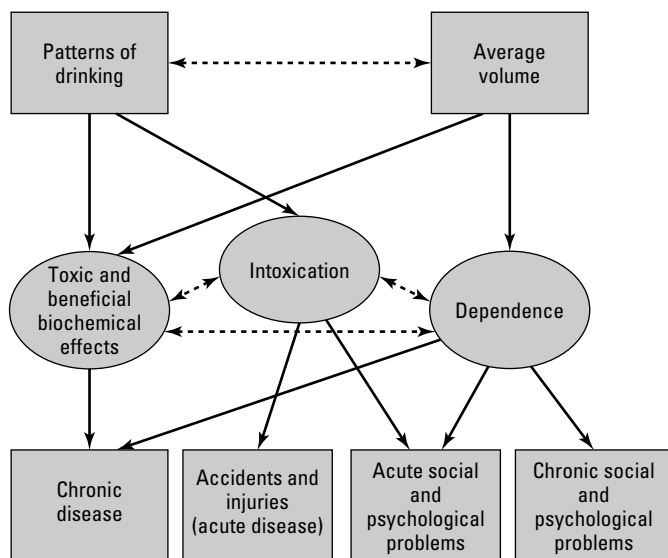 Patterns of
drinking
Average
volume
Toxic and
beneficial
biochemical
effects
Intoxication
Dependence
Chronic
disease
Accidents and
injuries
(acute disease)
Acute social
and
psychological
problems
Chronic social
and
psychological
problems